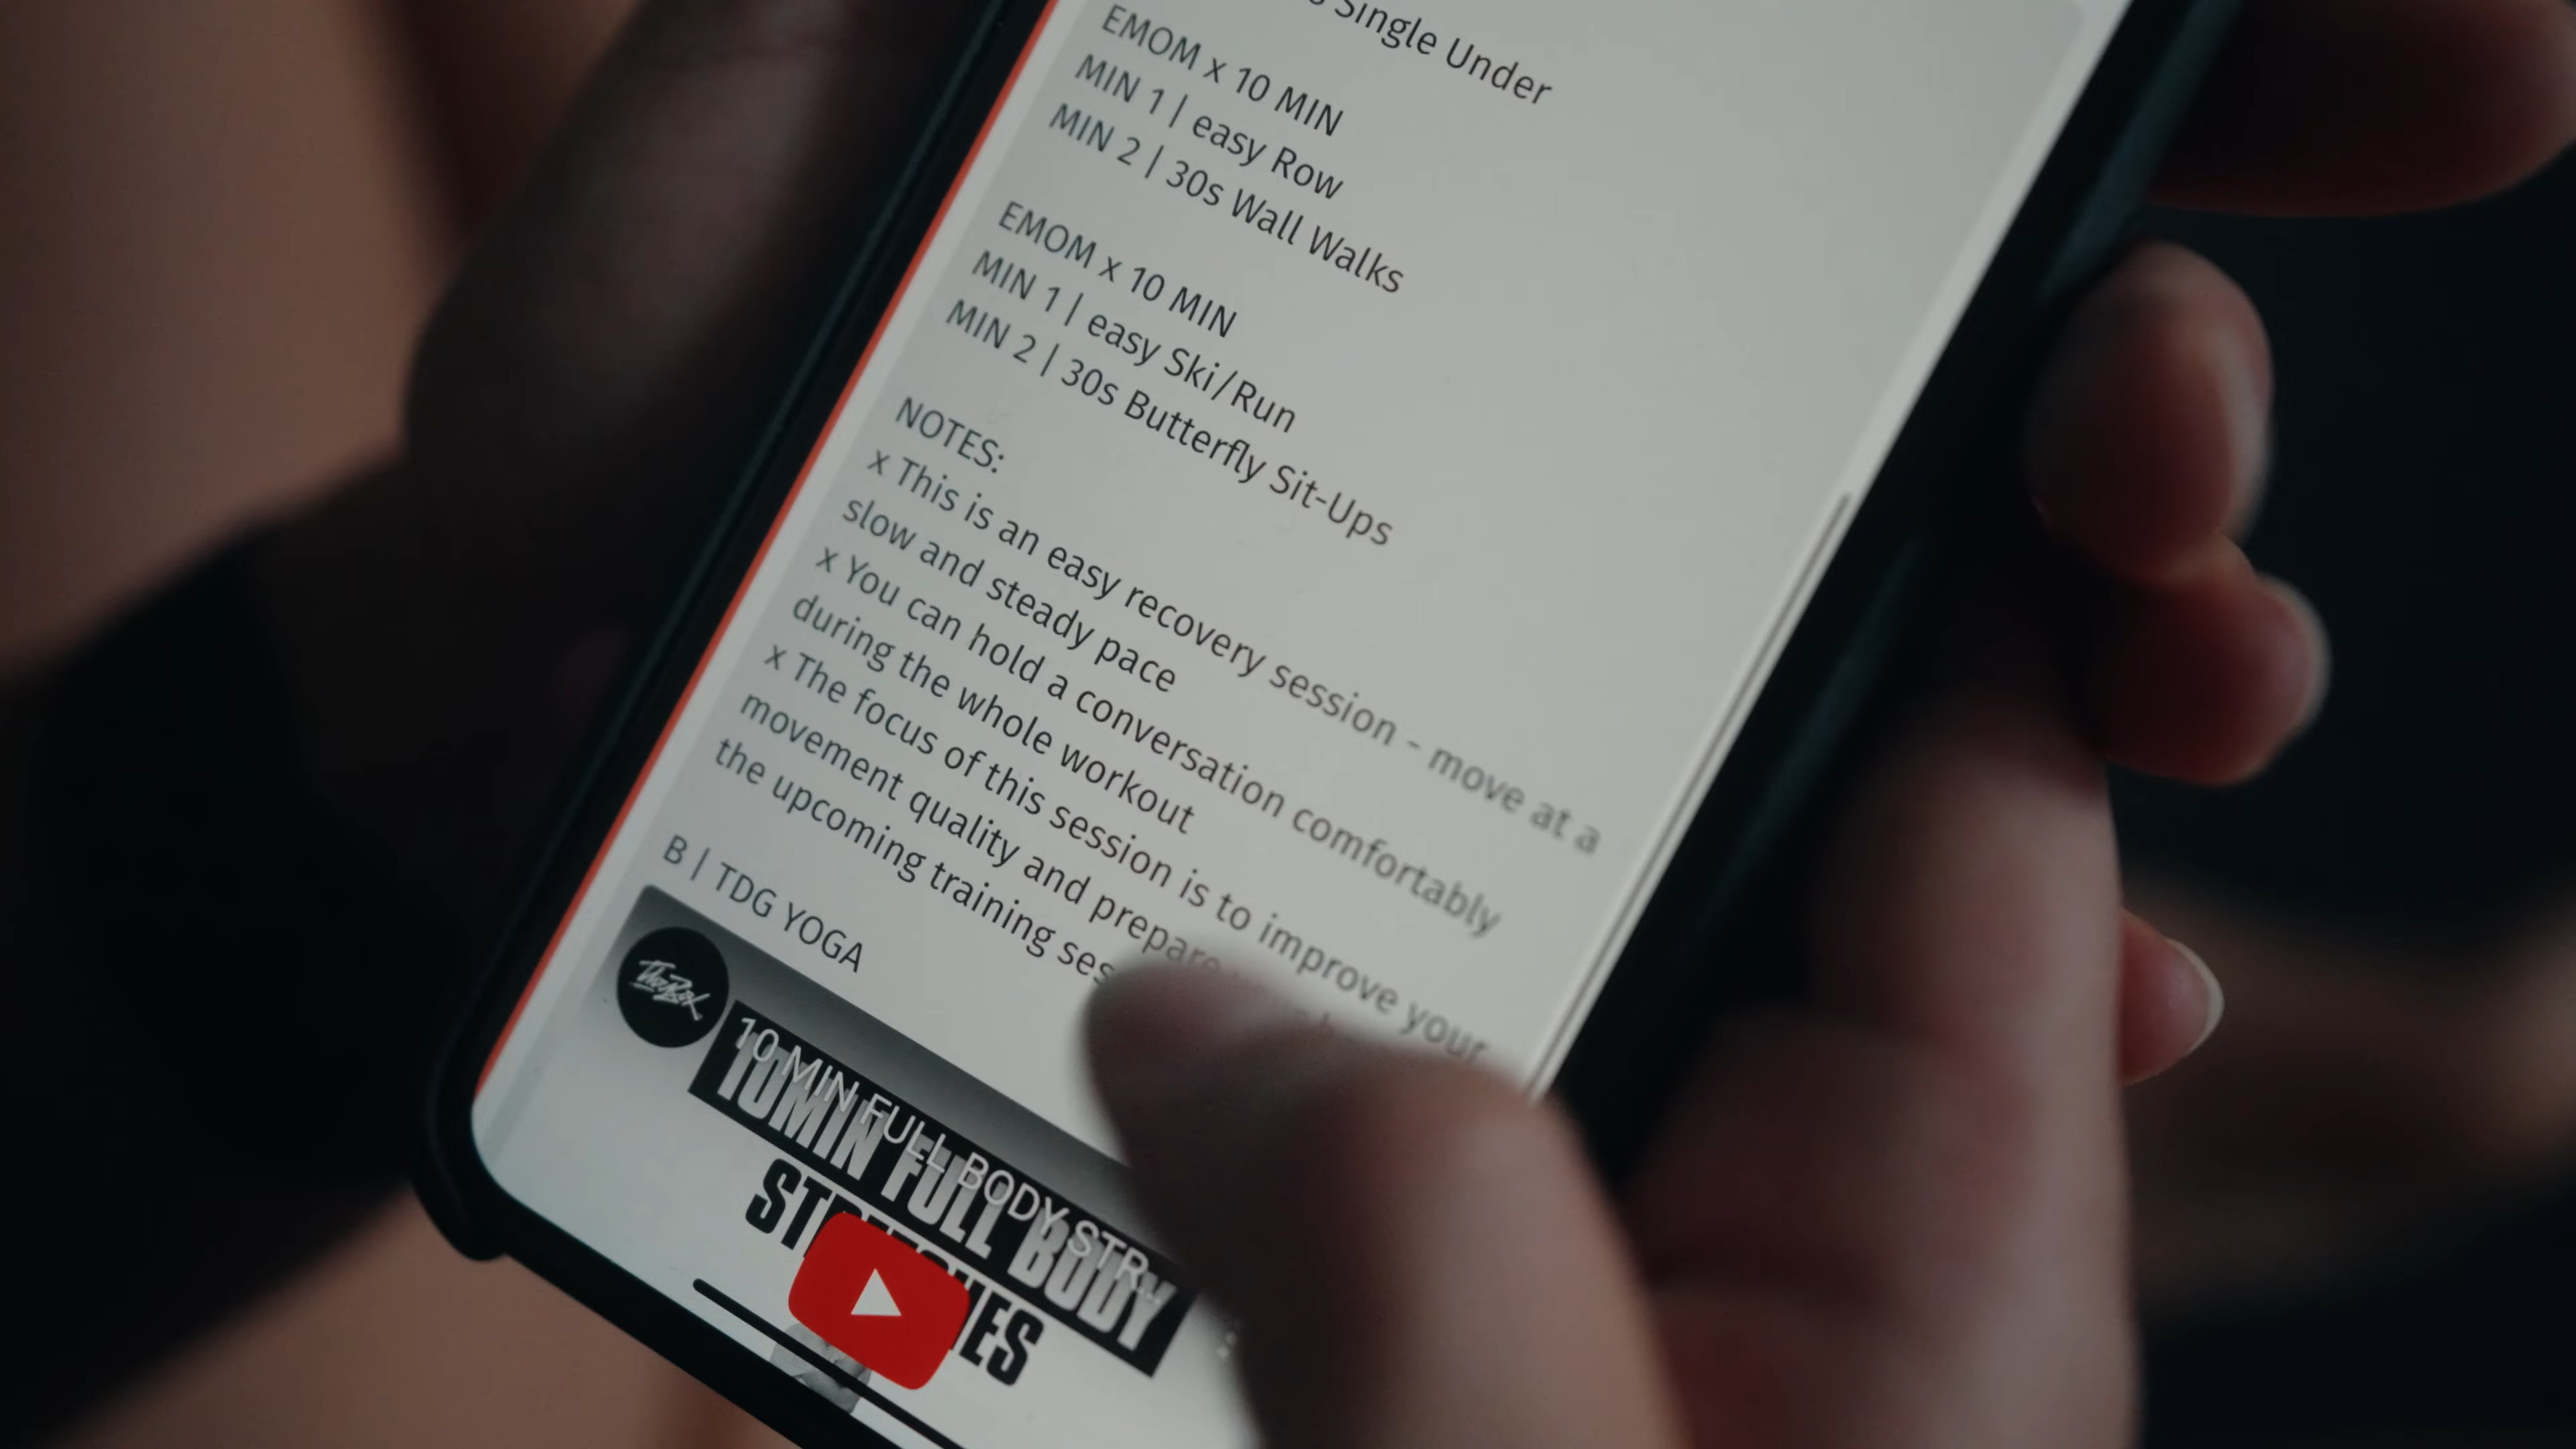 Single Under
EMOM x 10 MIN
MIN 1 | easy Row
MIN 2 | 30s Wall Walks
EMOM x 10 MIN
MIN 1 | easy Ski/Run
MIN 2 | 30s Butterfly Sit-Ups
NOTES:
x This is an easy recovery session - move at a
slow and steady pace
x You can hold a conversation comfortably
during the whole workout
x The focus of this session is to improve your
movement quality and prepare
the upcoming training
B | TDG YOGA
10 MIN FULL BODY STR...
10MIN FULL BODY